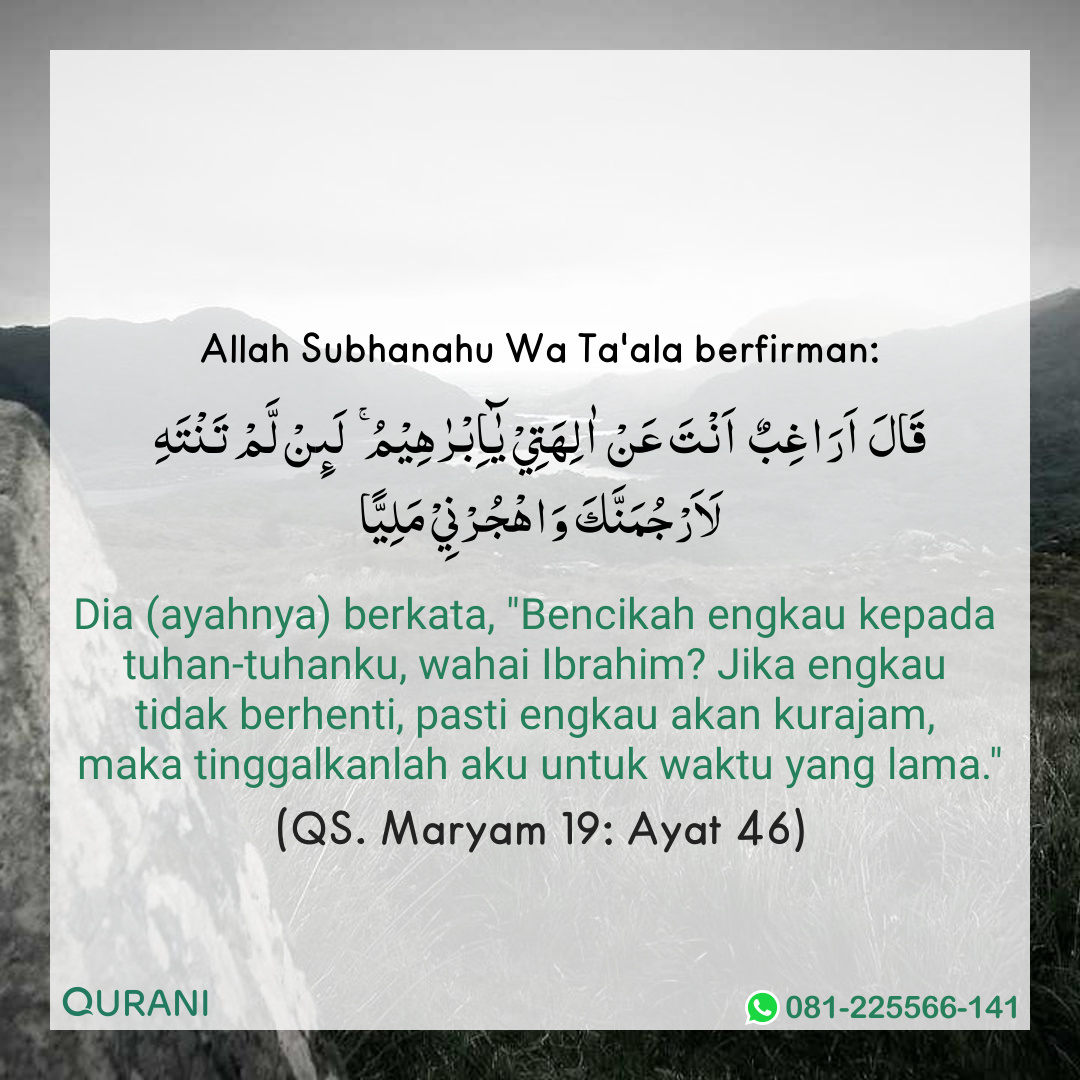 Allah Subhanahu Wa Ta'ala berfirman:
قَالَ اَرَاغِبٌ اَنْتَ عَنْ اٰلِهَتِيْ يٰۤاِبْرٰهِيْمُ ۚ لَىِٕنْ لَّمْ تَنْتَهِ
لَاَرْجُمَنَّكَ وَاهْجُرْنِيْ مَلِيًّا
Dia (ayahnya) berkata, "Bencikah engkau kepada
tuhan-tuhanku, wahai Ibrahim? Jika engkau
tidak berhenti, pasti engkau akan kurajam,
maka tinggalkanlah aku untuk waktu yang lama."
(QS. Maryam 19: Ayat 46)
QURANI
081-225566-141